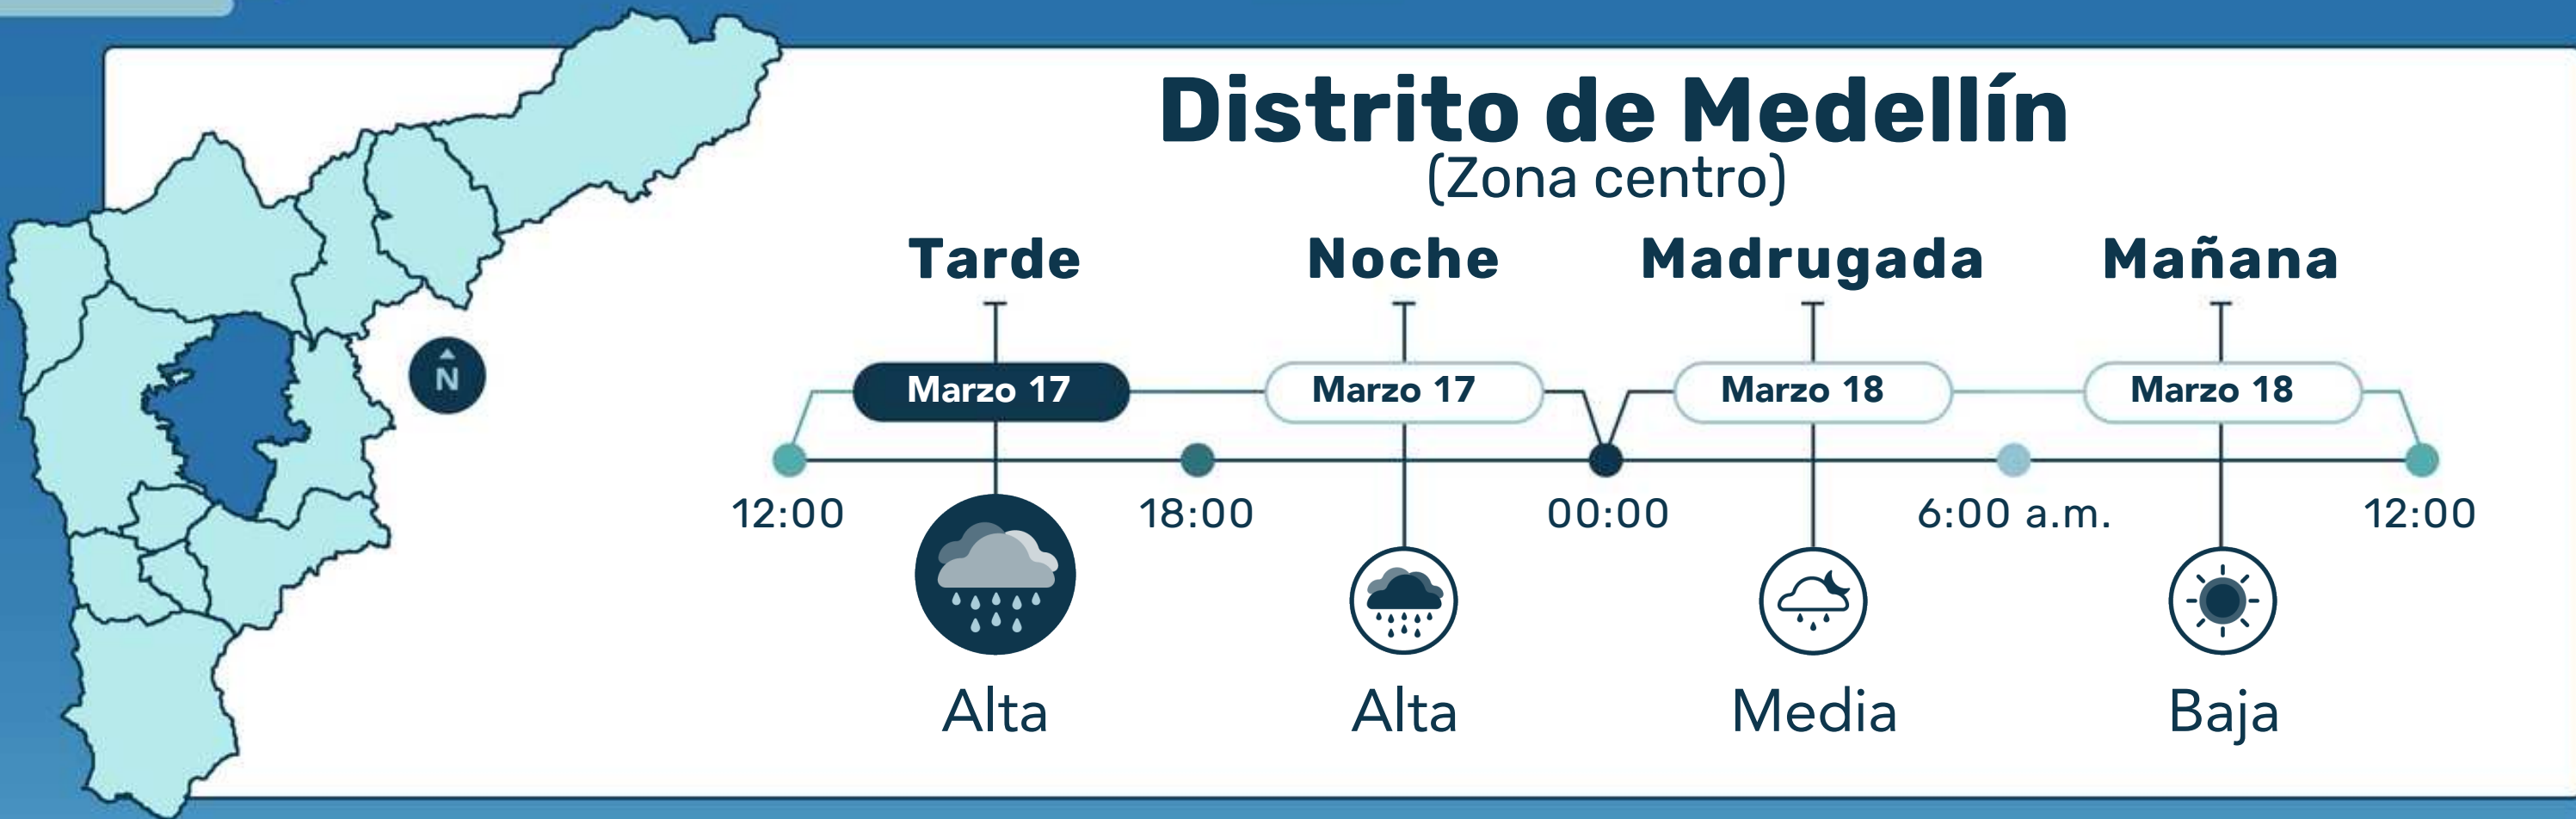 Distrito de Medellín
(Zona centro)
Tarde Noche Madrugada Mañana
N
Marzo 17 Marzo 17 Marzo 18 Marzo 18
12:00 18:00 00:00 6:00 a.m. 12:00
Alta Alta Media Baja